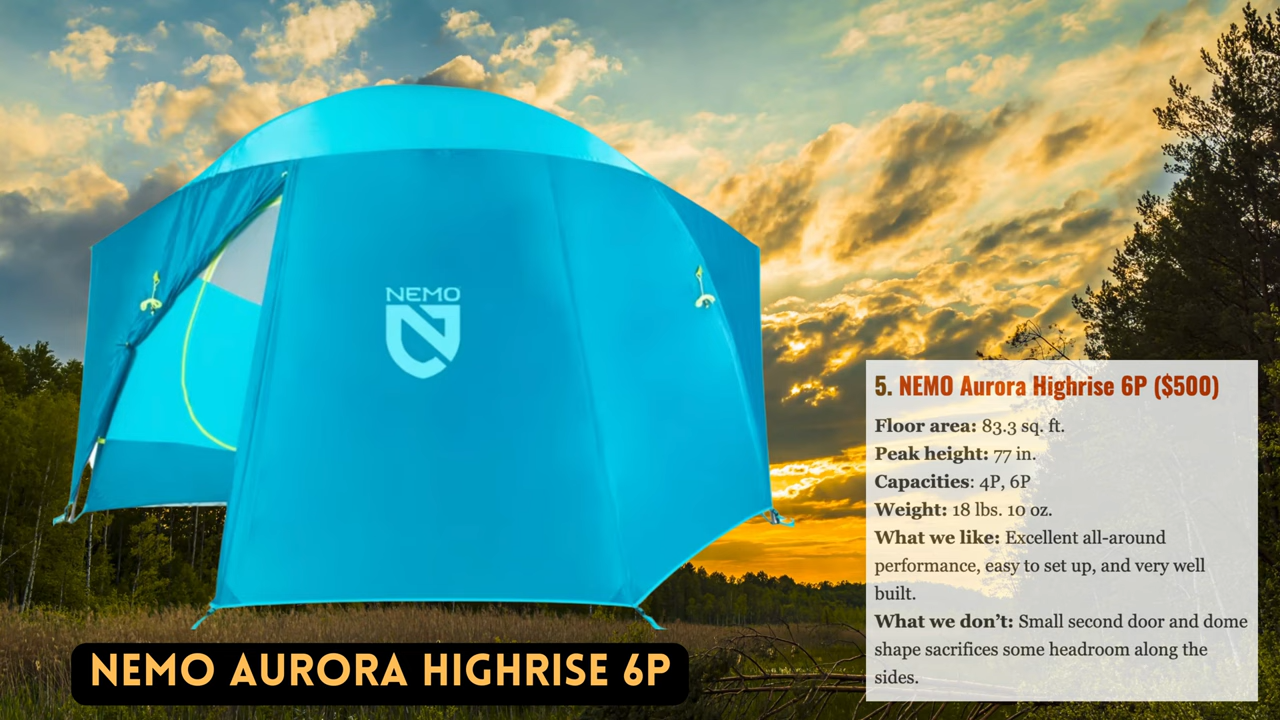 NEMO
5. NEMO Aurora Highrise 6P ($500)
Floor area: 83.3 sq. ft.
Peak height: 77 in.
Capacities: 4P, 6P
Weight: 18 lbs. 10 oz.
What we like: Excellent all-around
performance, easy to set up, and very well
built.
What we don’t: Small second door and dome
shape sacrifices some headroom along the
sides.
NEMO AURORA HIGHRISE 6P